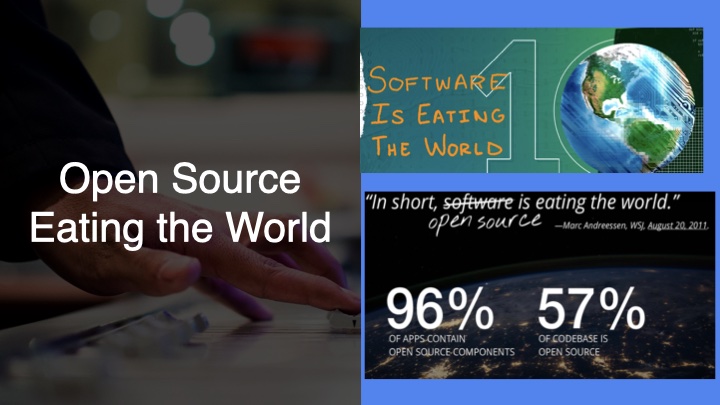 Open Source
Eating the World
SOFTWARE
IS EATING
THE WORLD
10
“In short, software is eating the world.”
open source
—Marc Andreessen, WSJ, August 20, 2011.
96% 57%
OF APPS CONTAIN OF CODEBASE IS
OPEN SOURCE COMPONENTS OPEN SOURCE